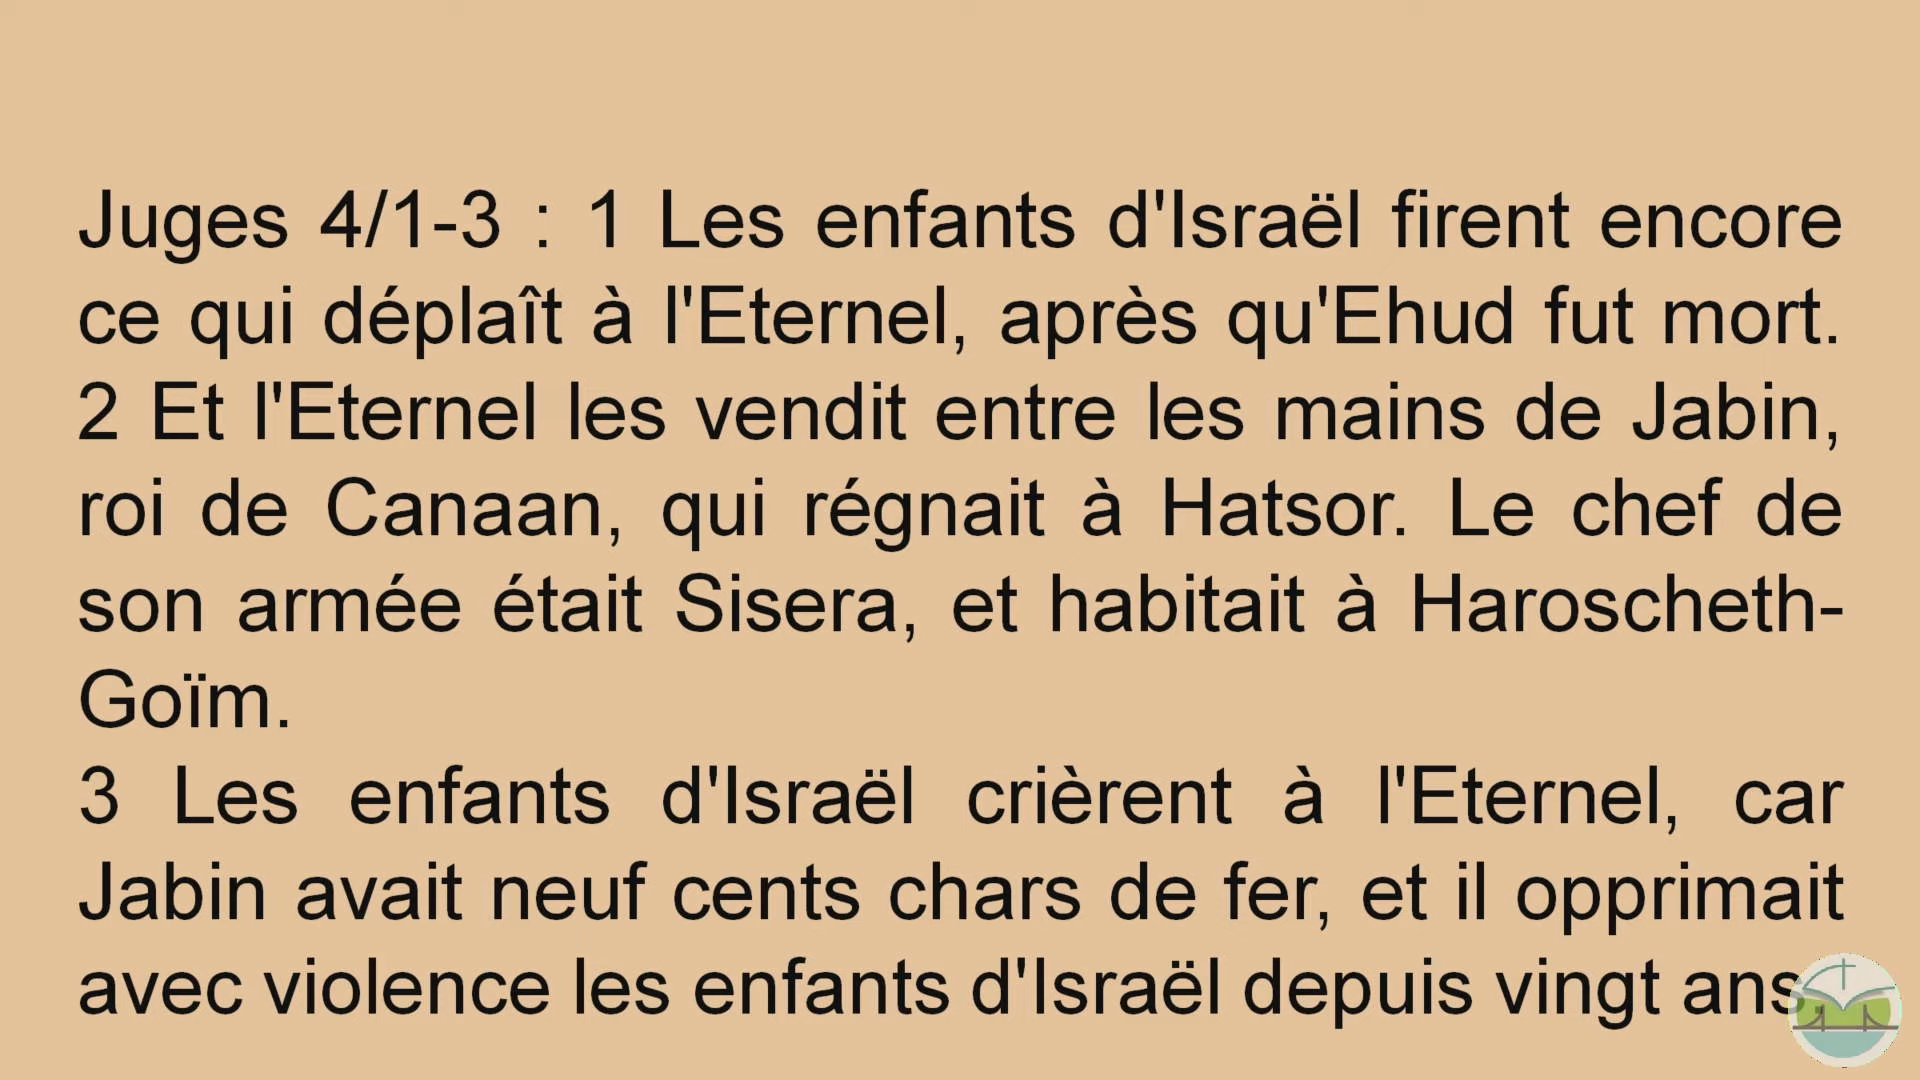 Juges 4/1-3 : 1 Les enfants d'Israël firent encore
ce qui déplaît à l'Eternel, après qu'Ehud fut mort.
2 Et l'Eternel les vendit entre les mains de Jabin,
roi de Canaan, qui régnait à Hatsor. Le chef de
son armée était Sisera, et habitait à Haroscheth-
Goïm.
3 Les enfants d'Israël crièrent à l'Eternel, car
Jabin avait neuf cents chars de fer, et il opprimait
avec violence les enfants d'Israël depuis vingt ans.